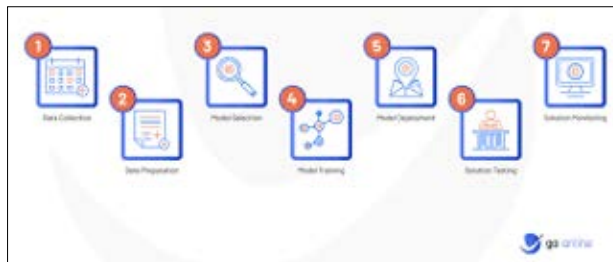 1
Data Collection
2
Data Preparation
3
Model Selection
4
Model Training
5
Model Deployment
6
Solution Testing
7
Solution Monitoring
go online